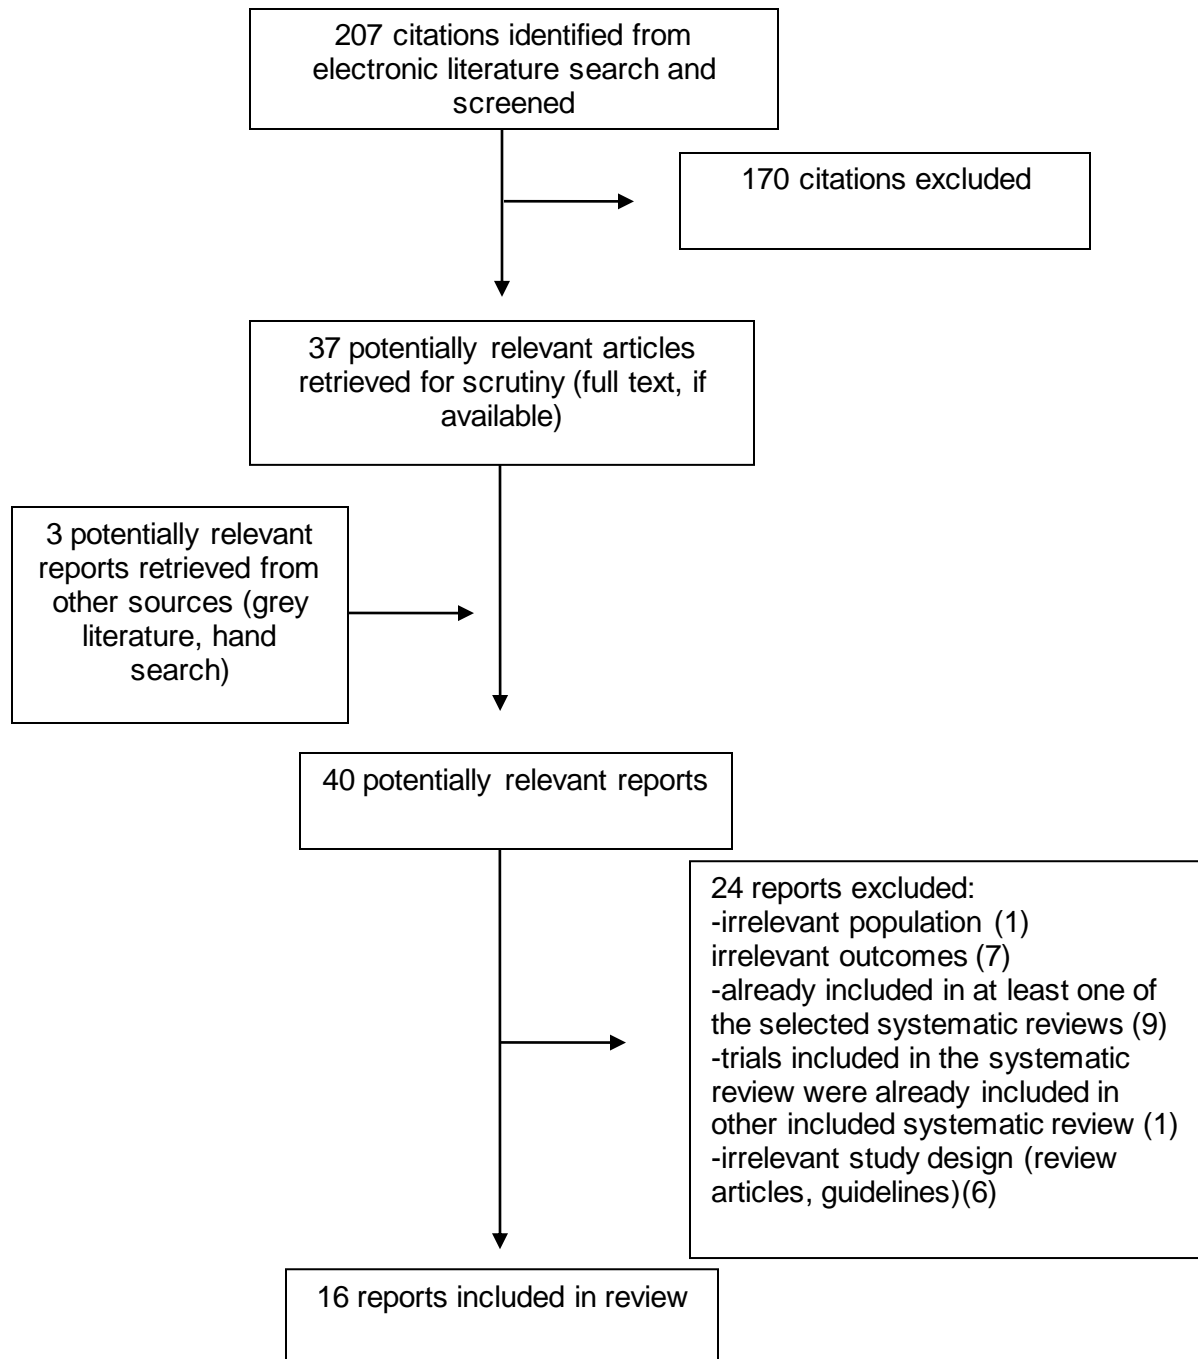 207 citations identified from
electronic literature search and
screened
170 citations excluded
37 potentially relevant articles
retrieved for scrutiny (full text, if
available)
3 potentially relevant
reports retrieved from
other sources (grey
literature, hand
search)
40 potentially relevant reports
24 reports excluded:
-irrelevant population (1)
irrelevant outcomes (7)
-already included in at least one of
the selected systematic reviews (9)
-trials included in the systematic
review were already included in
other included systematic review (1)
-irrelevant study design (review
articles, guidelines)(6)
16 reports included in review